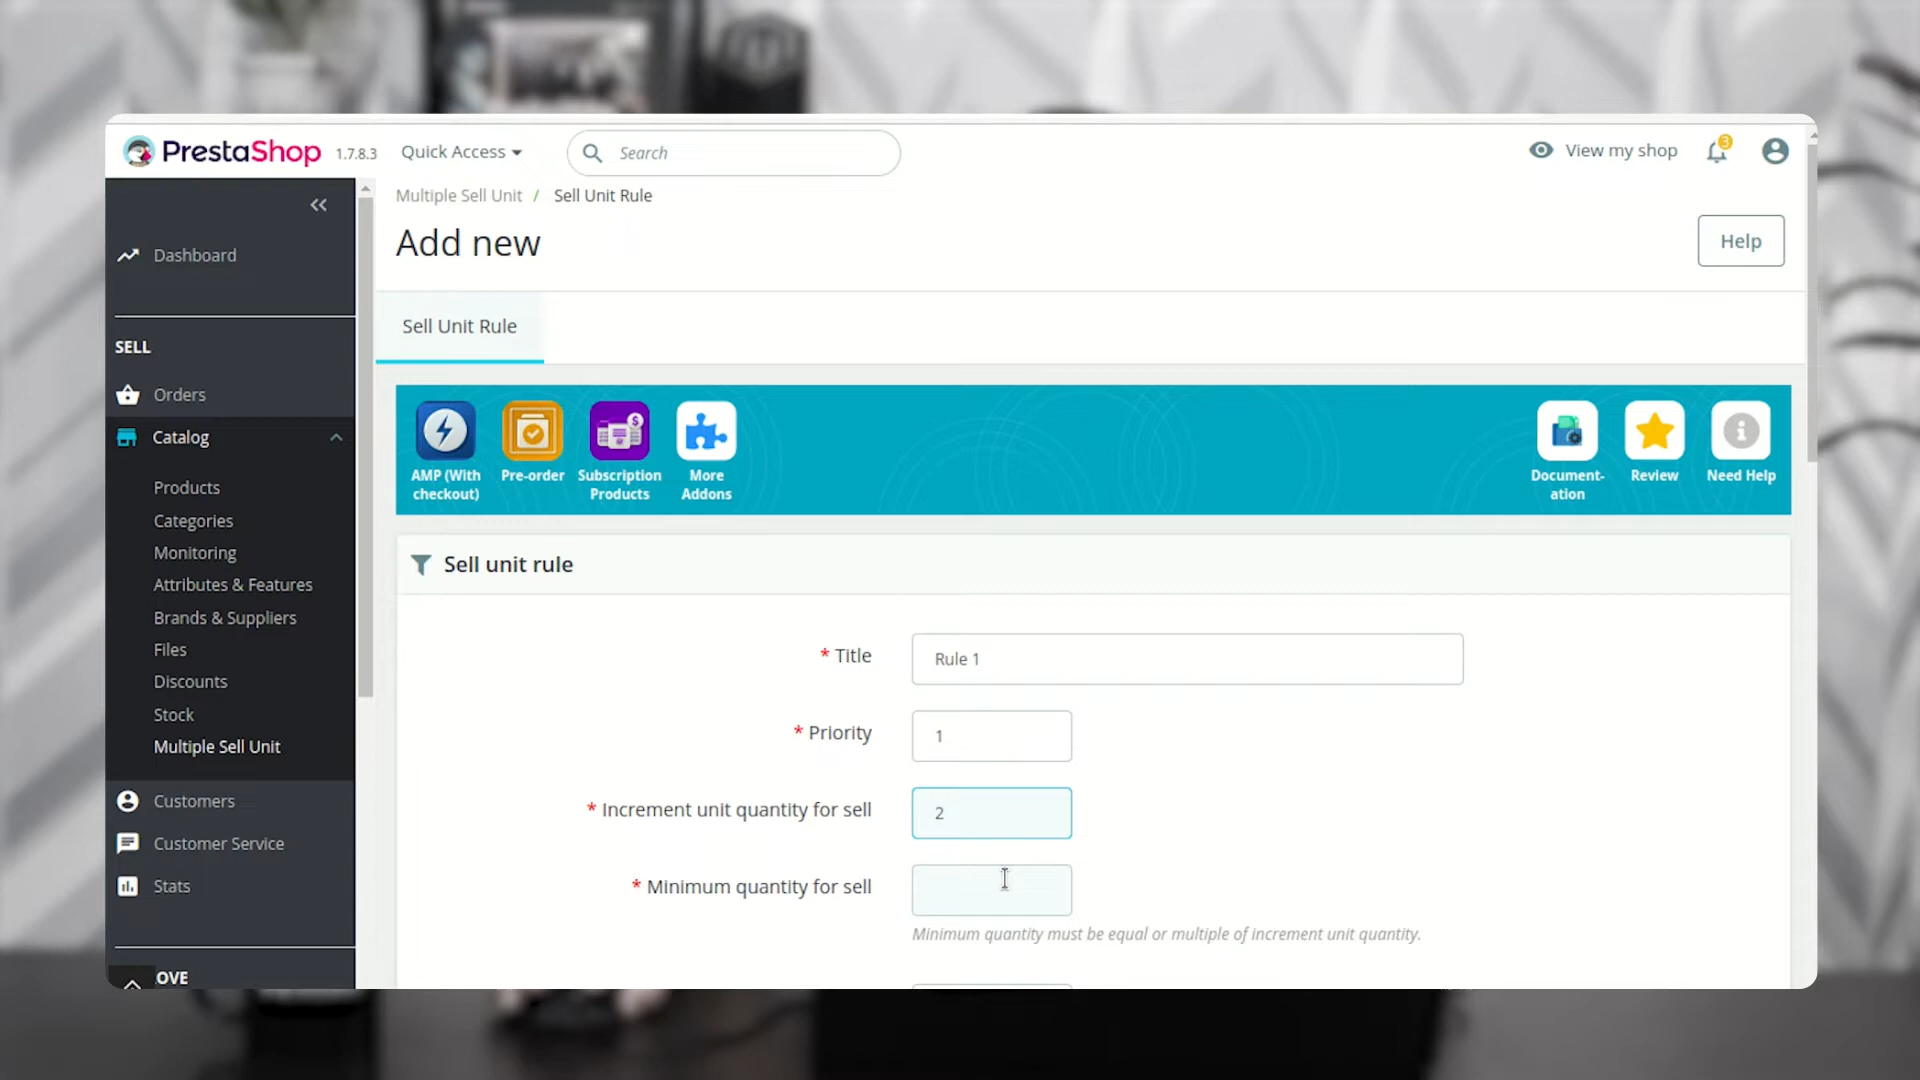 PrestaShop 1.7.8.3 Quick Access Search View my shop 3
Multiple Sell Unit / Sell Unit Rule
Add new
Help
Sell Unit Rule
Dashboard
SELL
Orders
Catalog
Products
Categories
Monitoring
Attributes & Features
Brands & Suppliers
Files
Discounts
Stock
Multiple Sell Unit
Customers
Customer Service
Stats
OVE
AMP (With
checkout)
Pre-order
Subscription
Products
More
Addons
Document-
ation
Review
Need Help
Sell unit rule
* Title Rule 1
* Priority 1
* Increment unit quantity for sell 2
* Minimum quantity for sell
Minimum quantity must be equal or multiple of increment unit quantity.